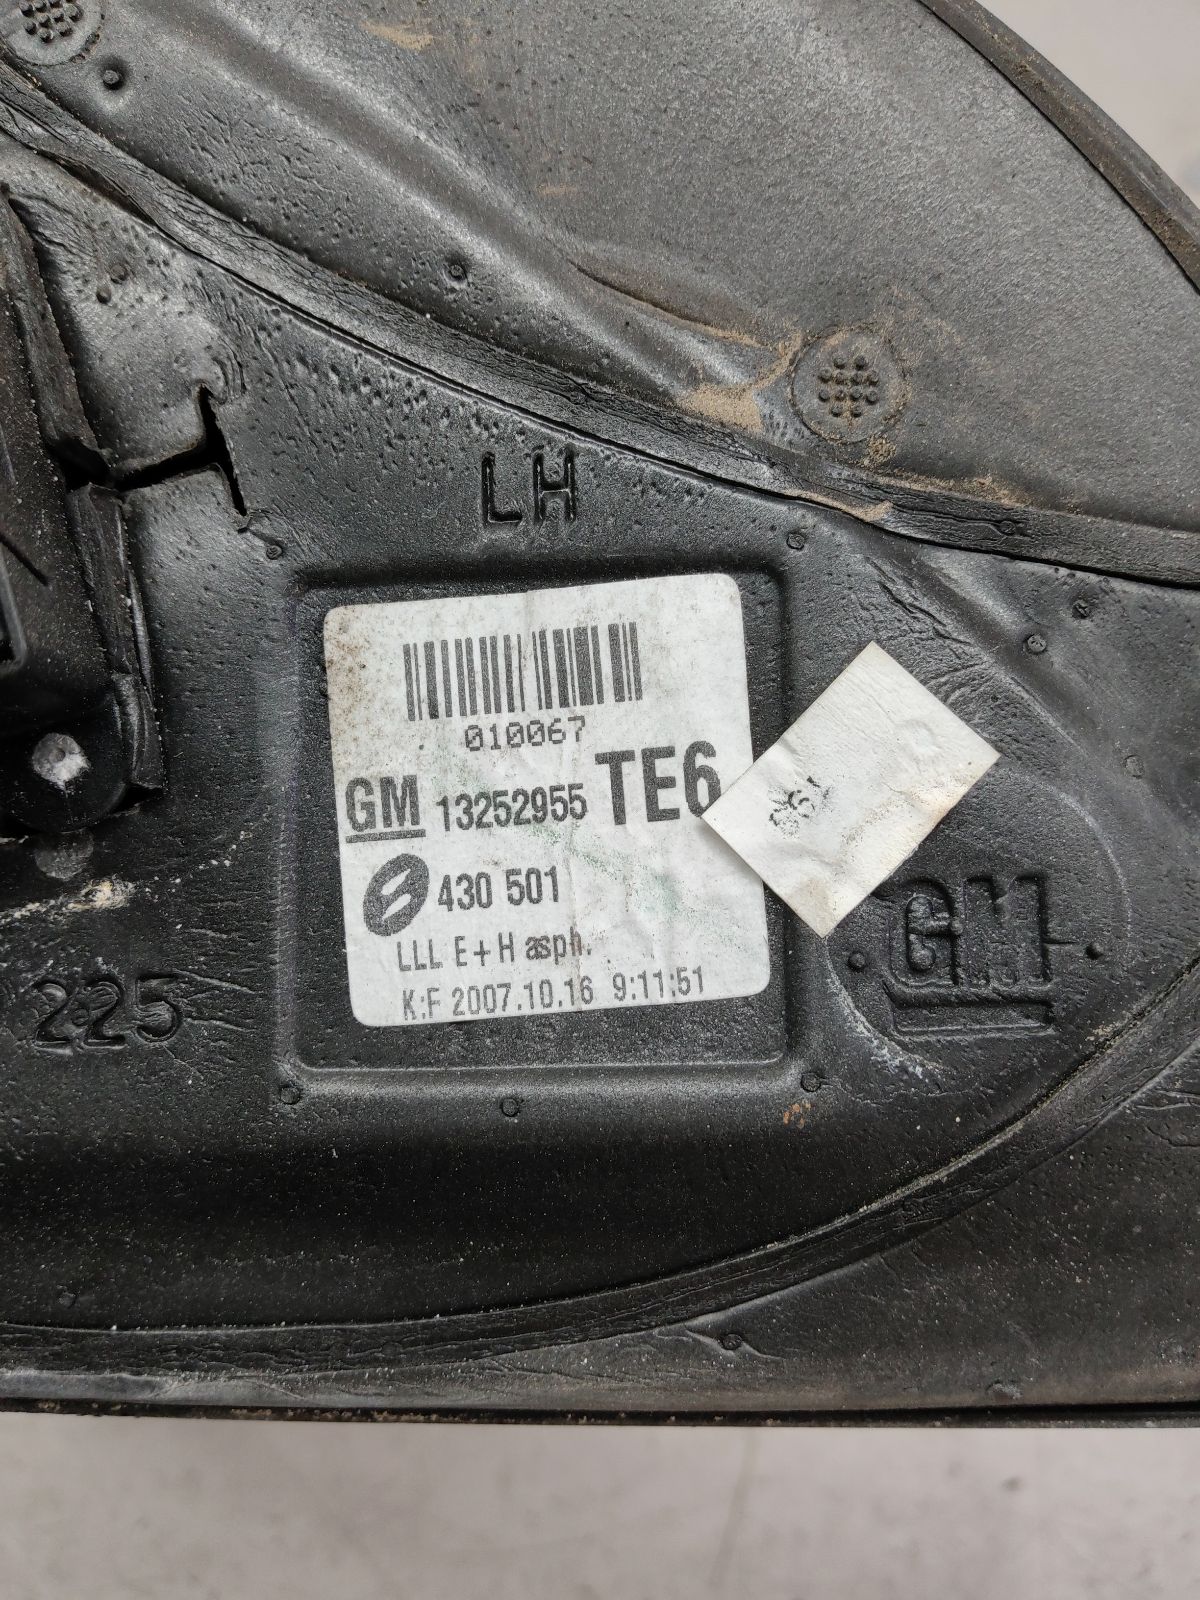 LH
010067
GM 13252955 TE6
430 501
LLL E+H asph.
K:F 2007.10.16 9:11:51
GM
225